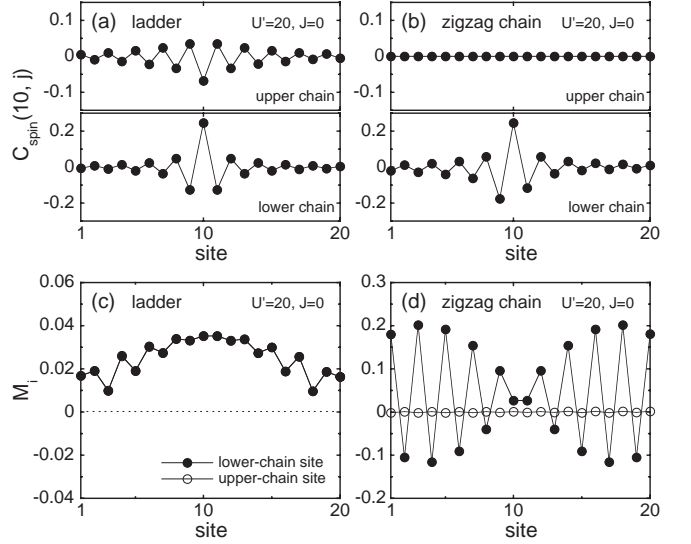 (a) ladder U'=20, J=0
0.1
0
-0.1
upper chain
(b) zigzag chain U'=20, J=0
0.1
0
-0.1
upper chain
C_spin(10, j)
0.2
0
-0.2
lower chain
1 10 20
site
0.2
0
-0.2
lower chain
1 10 20
site
(c) ladder U'=20, J=0
0.06
0.04
0.02
0
-0.02
-0.04
M_i
lower-chain site
upper-chain site
1 10 20
site
(d) zigzag chain U'=20, J=0
0.3
0.2
0.1
0
-0.1
-0.2
1 10 20
site